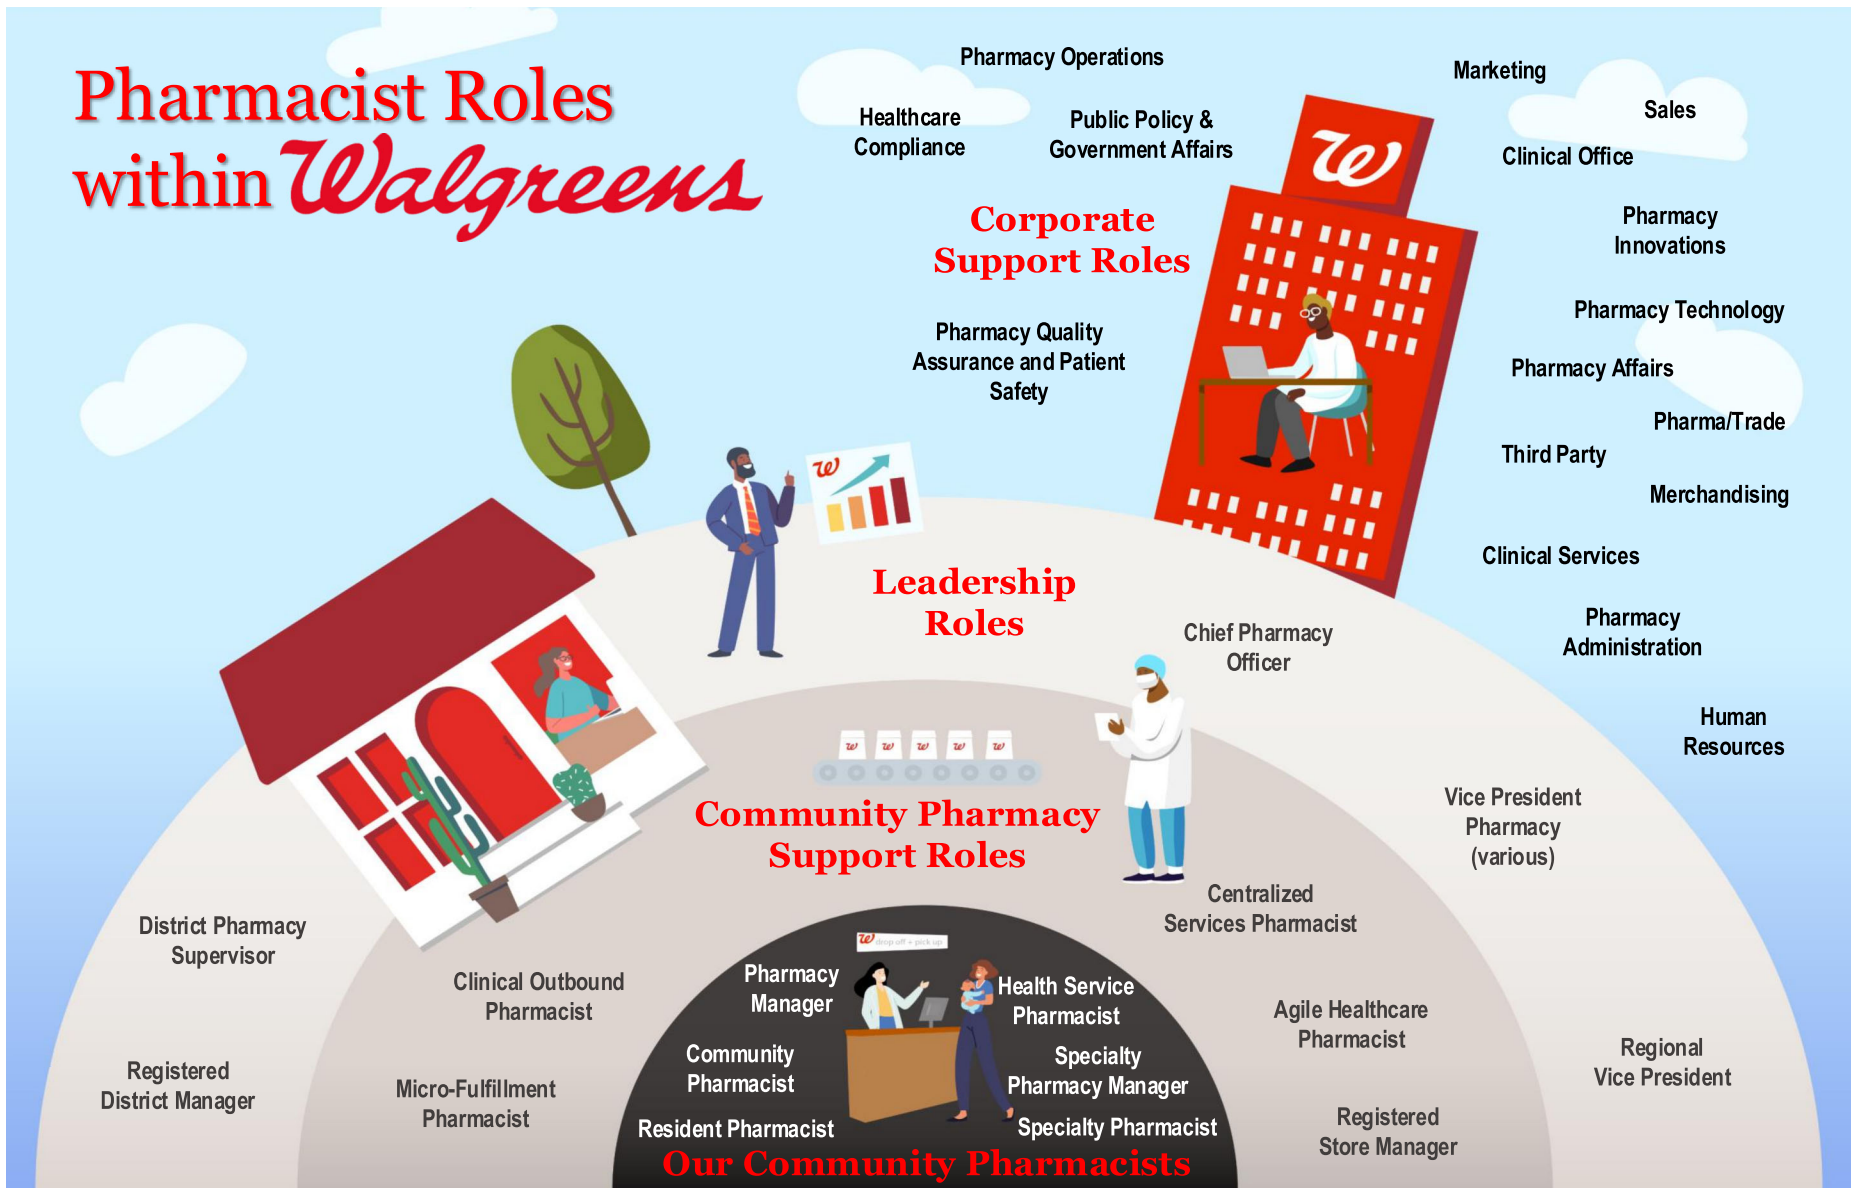 Pharmacist Roles
within Walgreens
Pharmacy Operations
Healthcare
Compliance
Public Policy &
Government Affairs
Corporate
Support Roles
Pharmacy Quality
Assurance and Patient
Safety
W
Marketing
Sales
Clinical Office
Pharmacy
Innovations
Pharmacy Technology
Pharmacy Affairs
Pharma/Trade
Third Party
Merchandising
Clinical Services
Pharmacy
Administration
Human
Resources
W
Leadership
Roles
Chief Pharmacy
Officer
Vice President
Pharmacy
(various)
Regional
Vice President
District Pharmacy
Supervisor
Registered
District Manager
W W W W W
Community Pharmacy
Support Roles
Centralized
Services Pharmacist
Clinical Outbound
Pharmacist
Agile Healthcare
Pharmacist
Micro-Fulfillment
Pharmacist
Registered
Store Manager
W drop off + pick up
Pharmacy
Manager
Health Service
Pharmacist
Community
Pharmacist
Specialty
Pharmacy Manager
Resident Pharmacist
Specialty Pharmacist
Our Community Pharmacists